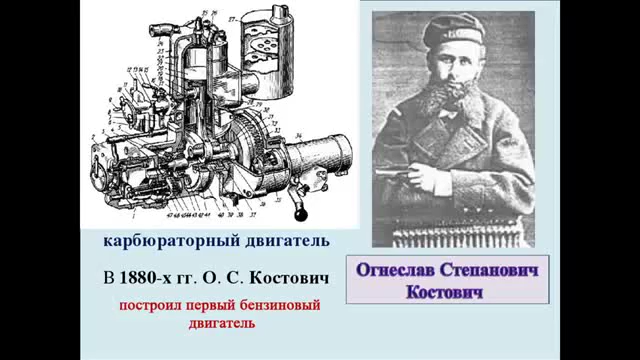 карбюраторный двигатель
В 1880-х гг. О. С. Костович
построил первый бензиновый
двигатель
Огнеслав Степанович
Костович